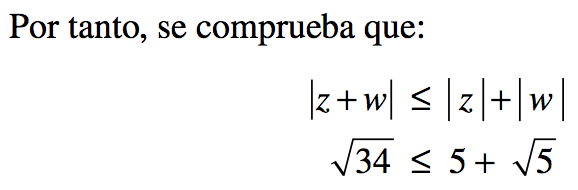 Por tanto, se comprueba que:
|z+w| ≤ |z|+|w|
√34 ≤ 5+ √5